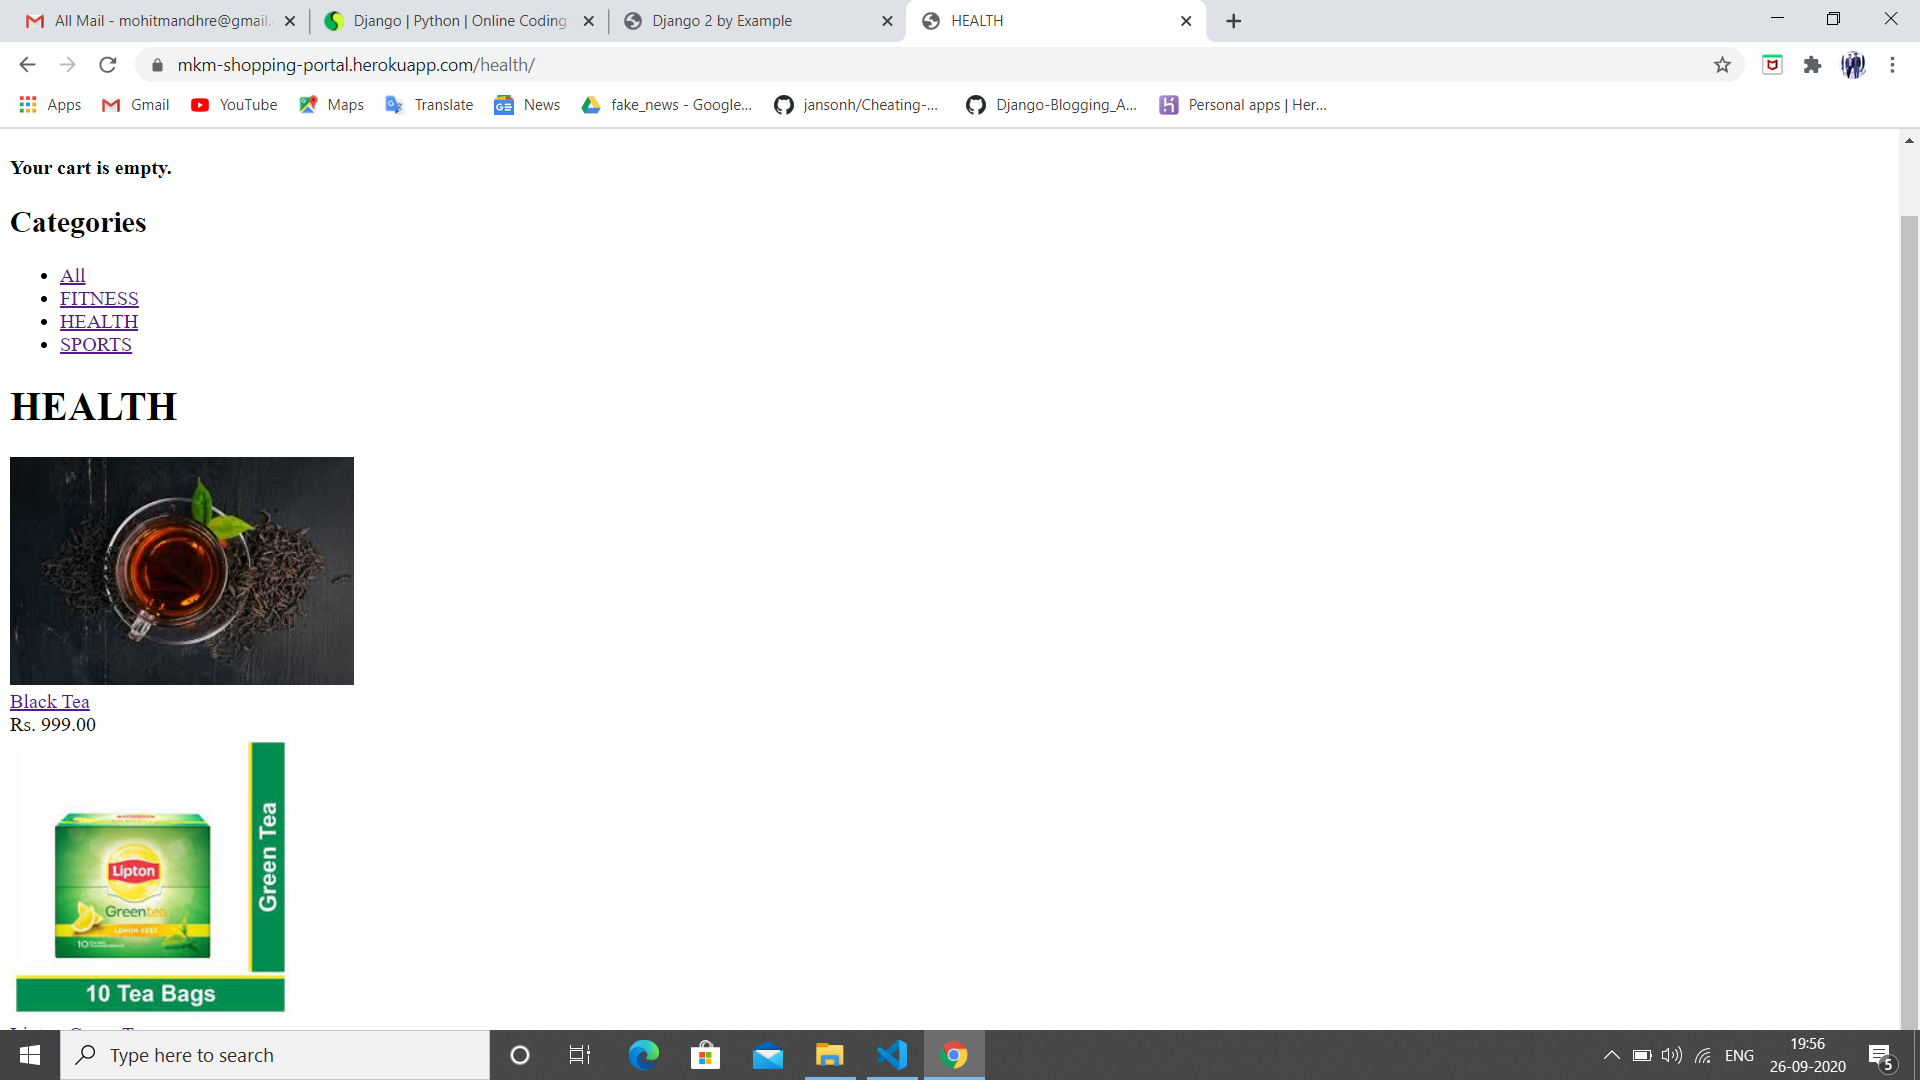 All Mail - mohitmandhre@gmail.
Django | Python | Online Coding
Django 2 by Example
HEALTH
mkm-shopping-portal.herokuapp.com/health/
Apps
Gmail
YouTube
Maps
Translate
News
fake_news - Google...
jansonh/Cheating-...
Django-Blogging_A...
Personal apps | Her...
Your cart is empty.
Categories
All
FITNESS
HEALTH
SPORTS
HEALTH
Black Tea
Rs. 999.00
Green Tea
Lipton
Green tea
LEMON ZEST
10
10 Tea Bags
Type here to search
ENG
19:56
26-09-2020
5